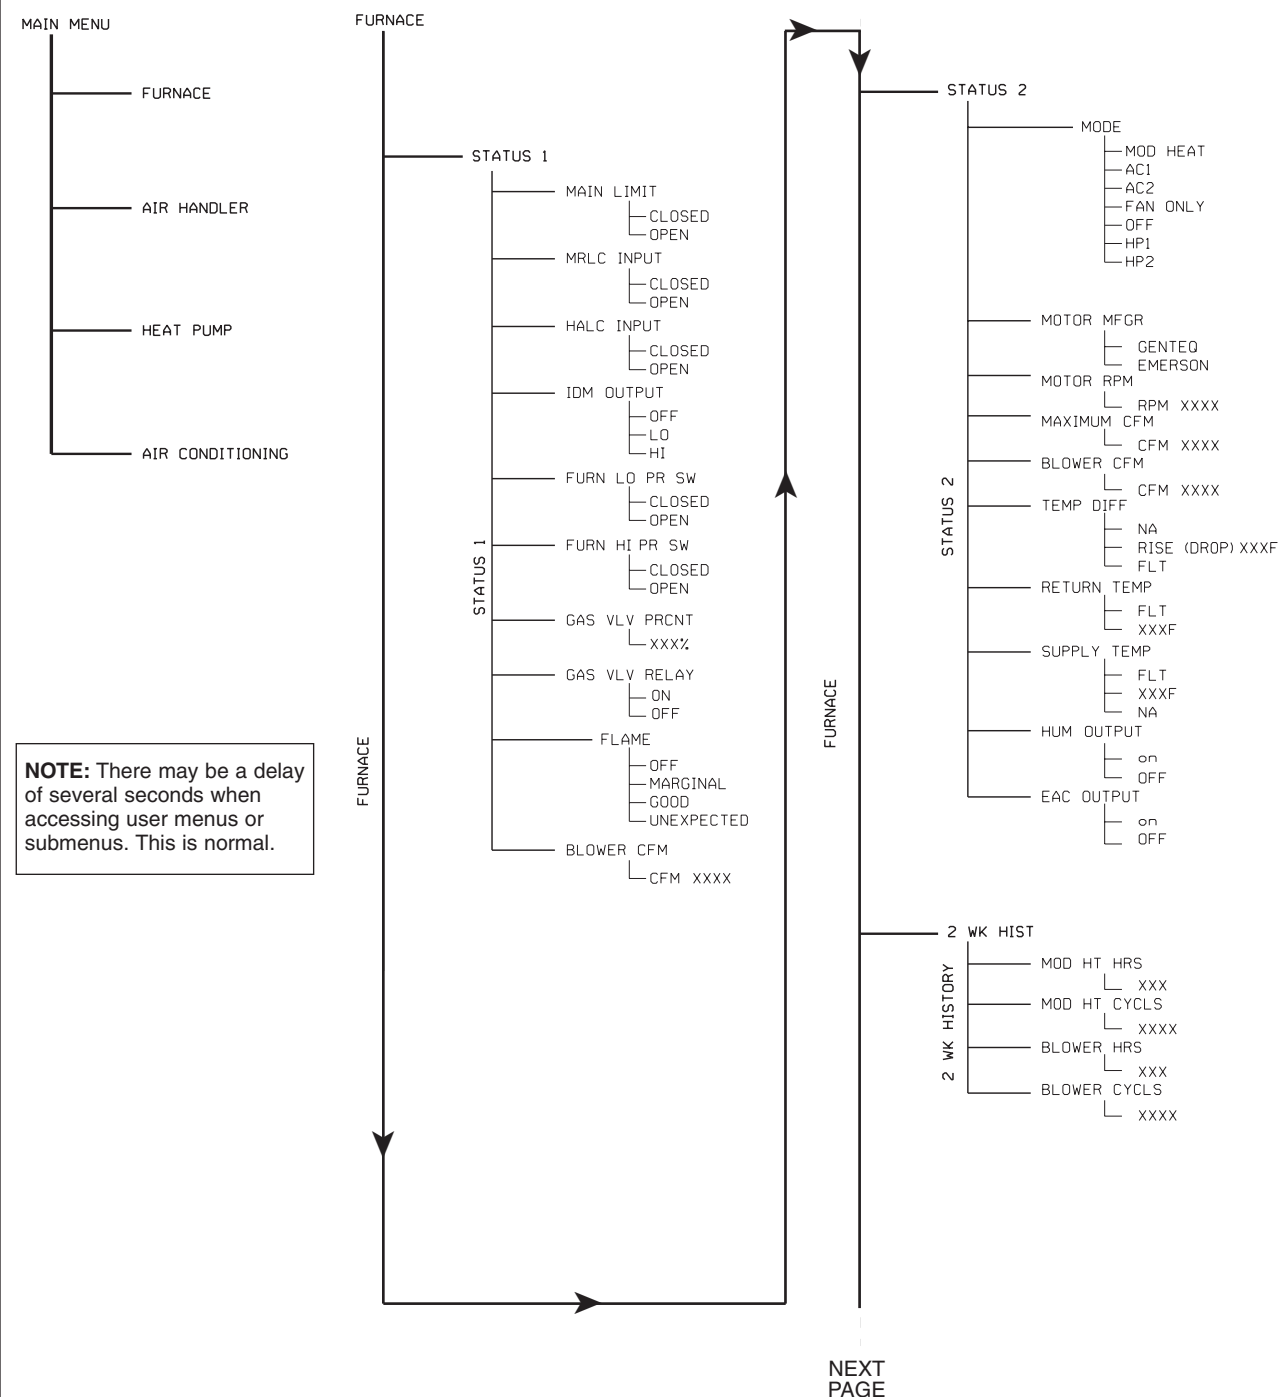 MAIN MENU
FURNACE
AIR HANDLER
HEAT PUMP
AIR CONDITIONING
NOTE: There may be a delay
of several seconds when
accessing user menus or
submenus. This is normal.
FURNACE
FURNACE
STATUS 1
STATUS 1
MAIN LIMIT
CLOSED
OPEN
MRLC INPUT
CLOSED
OPEN
HALC INPUT
CLOSED
OPEN
IDM OUTPUT
OFF
LO
HI
FURN LO PR SW
CLOSED
OPEN
FURN HI PR SW
CLOSED
OPEN
GAS VLV PRCNT
XXX%
GAS VLV RELAY
ON
OFF
FLAME
OFF
MARGINAL
GOOD
UNEXPECTED
BLOWER CFM
CFM XXXX
FURNACE
STATUS 2
STATUS 2
MODE
MOD HEAT
AC1
AC2
FAN ONLY
OFF
HP1
HP2
MOTOR MFGR
GENTEQ
EMERSON
MOTOR RPM
RPM XXXX
MAXIMUM CFM
CFM XXXX
BLOWER CFM
CFM XXXX
TEMP DIFF
NA
RISE (DROP) XXXF
FLT
RETURN TEMP
FLT
XXXF
SUPPLY TEMP
FLT
XXXF
NA
HUM OUTPUT
on
OFF
EAC OUTPUT
on
OFF
2 WK HIST
2 WK HISTORY
MOD HT HRS
XXX
MOD HT CYCLS
XXXX
BLOWER HRS
XXX
BLOWER CYCLS
XXXX
NEXT
PAGE